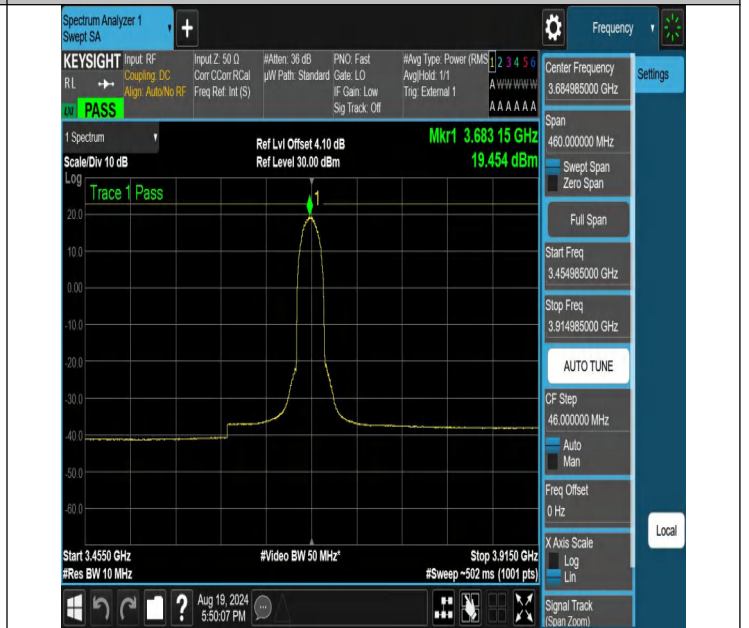 Spectrum Analyzer 1
Swept SA
+
Frequency
KEYSIGHT
RL
PASS
Input: RF
Coupling: DC
Align: Auto/No RF
Input Z: 50 Ω
Corr CCorr RCal
Freq Ref: Int (S)
#Atten: 36 dB
µW Path: Standard
PNO: Fast
Gate: LO
IF Gain: Low
Sig Track: Off
#Avg Type: Power (RMS
Avg|Hold: 1/1
Trig: External 1
1 2 3 4 5 6
A W W W W W
A A A A A A
1 Spectrum
Scale/Div 10 dB
Ref Lvl Offset 4.10 dB
Ref Level 30.00 dBm
Mkr1 3.683 15 GHz
19.454 dBm
Log
Trace 1 Pass
1
20.0
10.0
0.00
-10.0
-20.0
-30.0
-40.0
-50.0
-60.0
Start 3.4550 GHz
#Res BW 10 MHz
#Video BW 50 MHz*
Stop 3.9150 GHz
#Sweep ~502 ms (1001 pts)
Center Frequency
3.684985000 GHz
Span
460.000000 MHz
Swept Span
Zero Span
Full Span
Start Freq
3.454985000 GHz
Stop Freq
3.914985000 GHz
AUTO TUNE
CF Step
46.000000 MHz
Auto
Man
Freq Offset
0 Hz
X Axis Scale
Log
Lin
Signal Track
(Span Zoom)
Settings
Local
?
Aug 19, 2024
5:50:07 PM